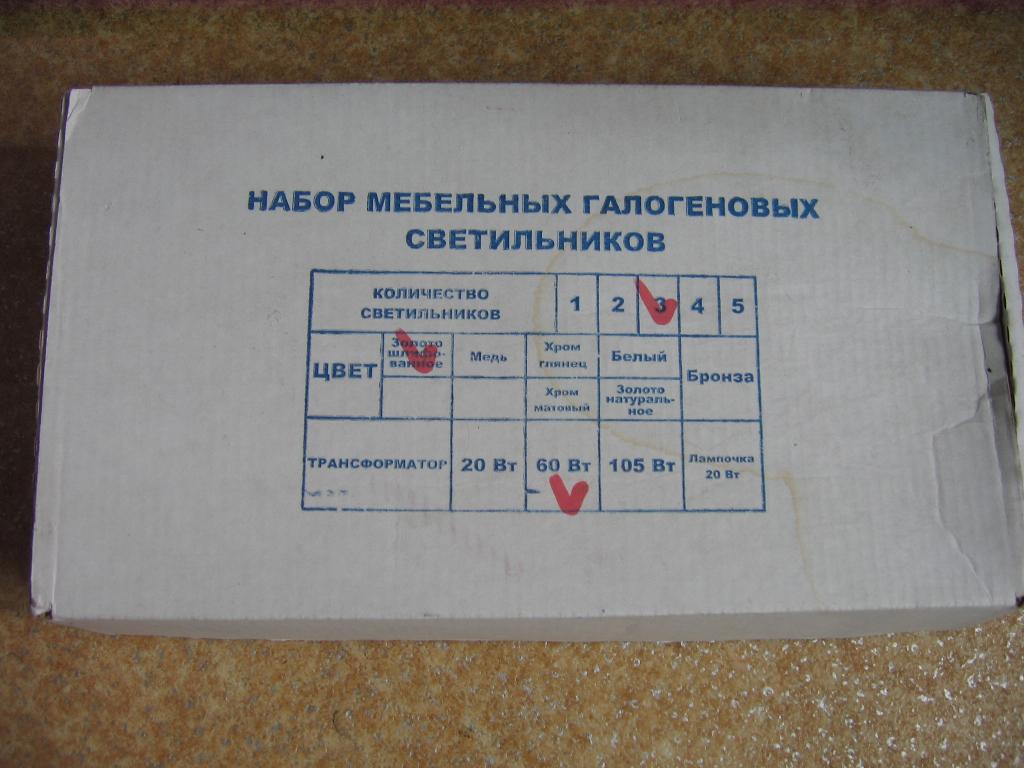 НАБОР МЕБЕЛЬНЫХ ГАЛОГЕНОВЫХ
СВЕТИЛЬНИКОВ
КОЛИЧЕСТВО
СВЕТИЛЬНИКОВ
1 2 3 4 5
ЦВЕТ
Золото
шлифо-
ванное
Медь
Хром
глянец
Белый
Бронза
Хром
матовый
Золото
натураль-
ное
ТРАНСФОРМАТОР
20 Вт
60 Вт
105 Вт
Лампочка
20 Вт